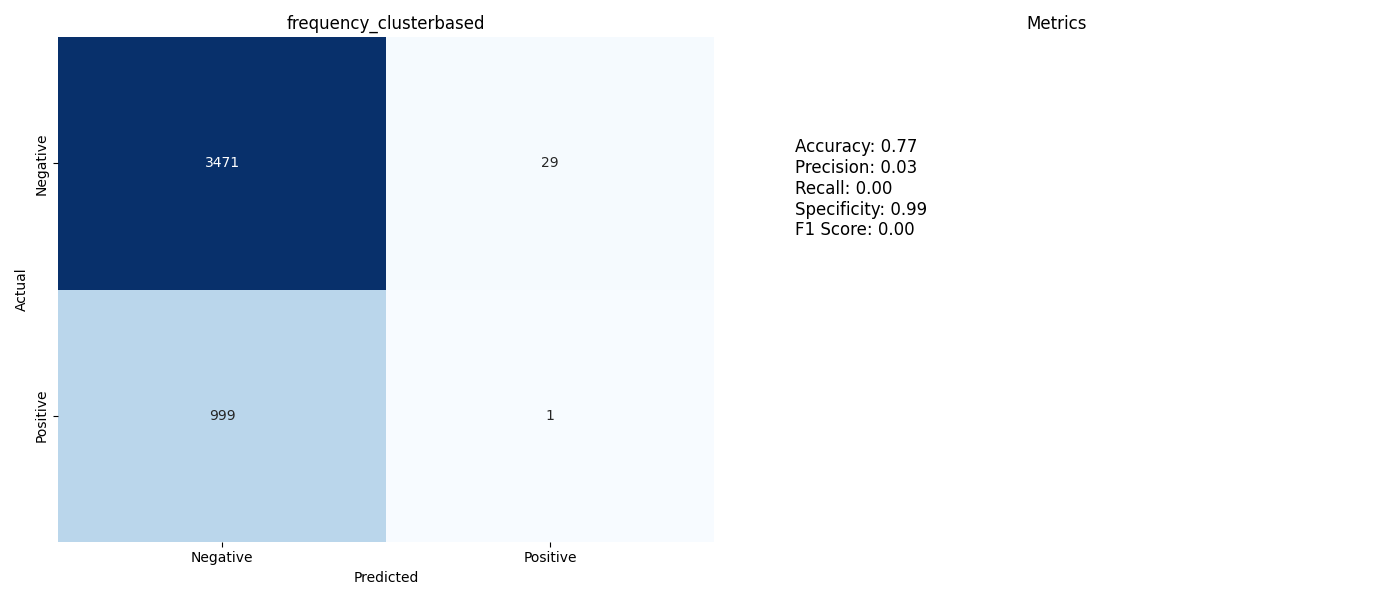 frequency_clusterbased
Metrics
Negative
3471
29
Accuracy: 0.77
Precision: 0.03
Recall: 0.00
Specificity: 0.99
F1 Score: 0.00
Actual
Positive
999
1
Negative
Positive
Predicted